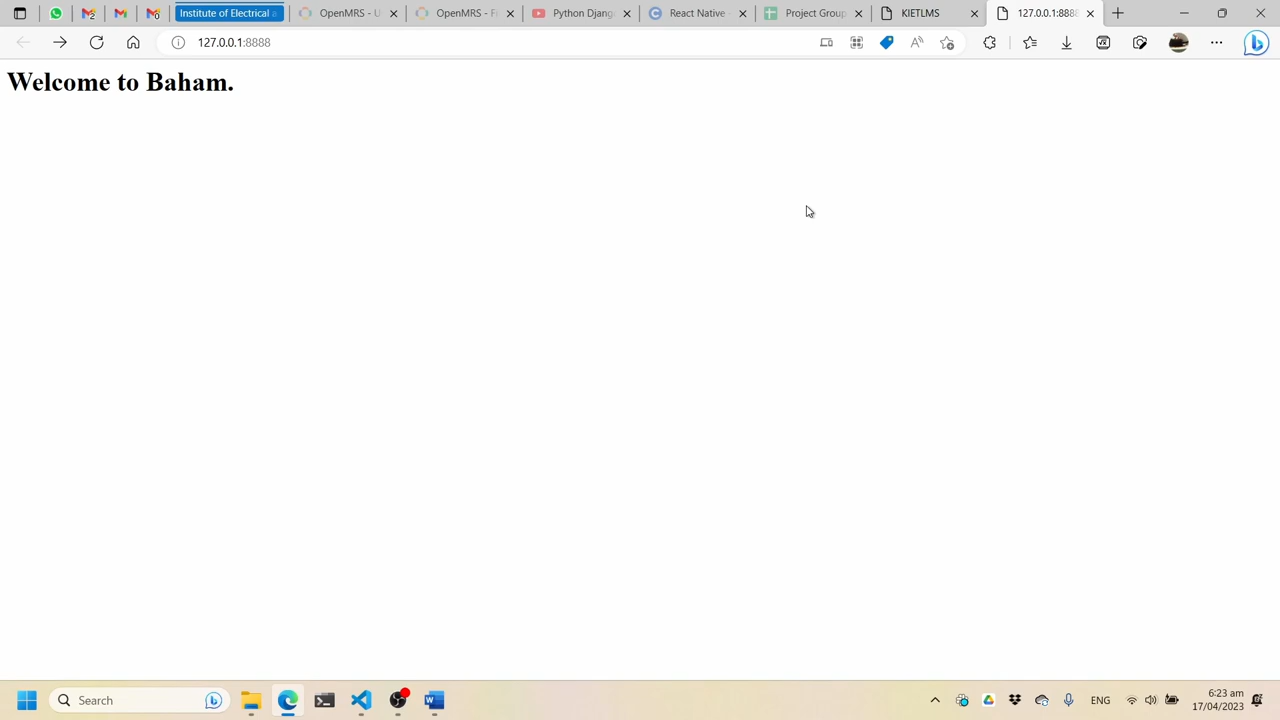 Institute of Electrical
OpenMRS - U
OpenMRS - F
Python Djang
React Native -
Project Group
127.0.0.1:888
127.0.0.1:8888
Welcome to Baham.
Search
ENG
6:23 am
17/04/2023